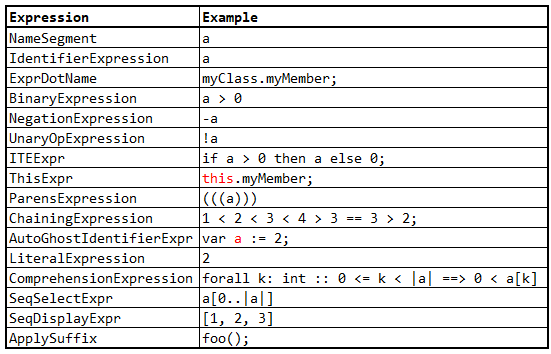 Expression Example
NameSegment a
IdentifierExpression a
ExprDotName myClass.myMember;
BinaryExpression a > 0
NegationExpression -a
UnaryOpExpression !a
ITEExpr if a > 0 then a else 0;
ThisExpr this.myMember;
ParensExpression (((a)))
ChainingExpression 1 < 2 < 3 < 4 > 3 == 3 > 2;
AutoGhostIdentifierExpr var a := 2;
LiteralExpression 2
ComprehensionExpression forall k: int :: 0 <= k < |a| ==> 0 < a[k]
SeqSelectExpr a[0..|a|]
SeqDisplayExpr [1, 2, 3]
ApplySuffix foo();